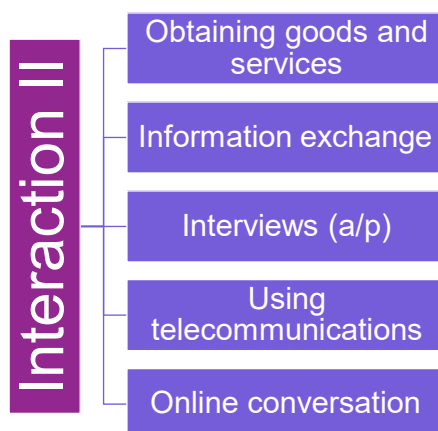 Interaction II
Obtaining goods and
services
Information exchange
Interviews (a/p)
Using
telecommunications
Online conversation